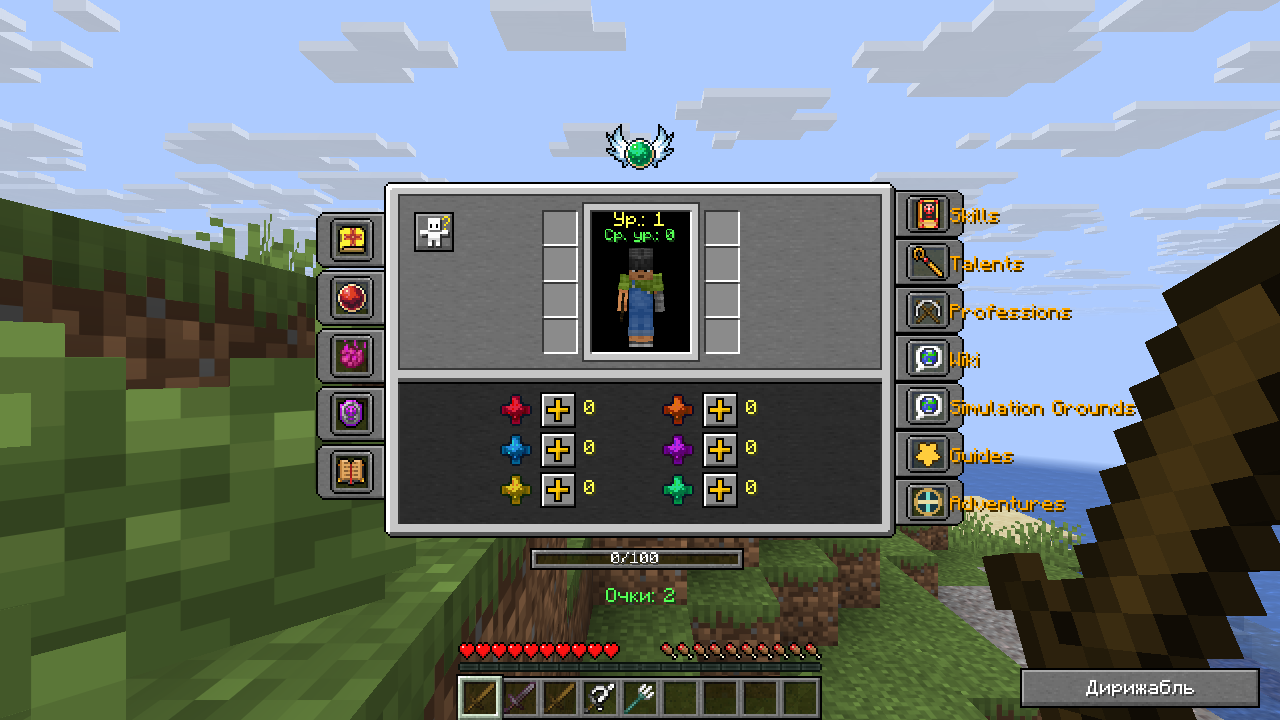 Ур.: 1
Ср. ур.: 0
Skills
Talents
Professions
Wiki
Simulation Grounds
Guides
Adventures
0 0
0 0
0 0
0/100
Очки: 2
Дирижабль